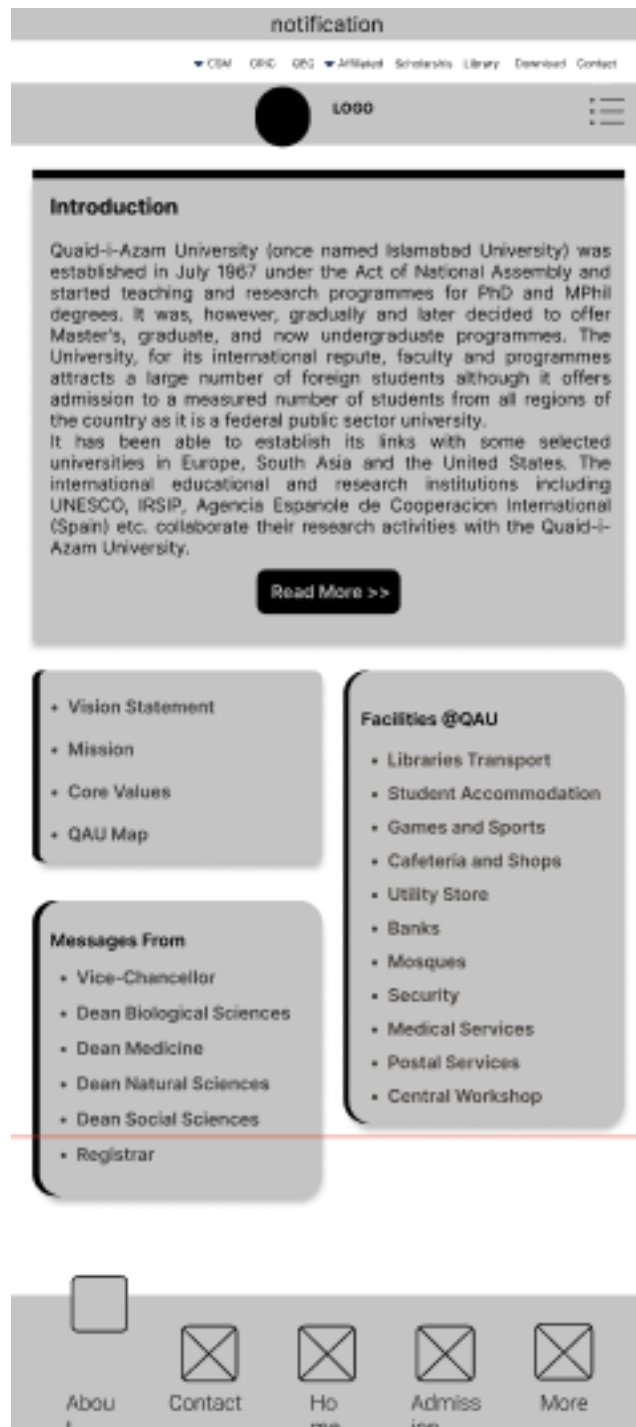 notification
CSM ORIC QEC Affiliated Scholarship Library Download Contact
LOGO
Introduction
Quaid-i-Azam University (once named Islamabad University) was
established in July 1967 under the Act of National Assembly and
started teaching and research programmes for PhD and MPhil
degrees. It was, however, gradually and later decided to offer
Master's, graduate, and now undergraduate programmes. The
University, for its international repute, faculty and programmes
attracts a large number of foreign students although it offers
admission to a measured number of students from all regions of
the country as it is a federal public sector university.
It has been able to establish its links with some selected
universities in Europe, South Asia and the United States. The
international educational and research institutions including
UNESCO, IRSIP, Agencia Espanole de Cooperacion International
(Spain) etc. collaborate their research activities with the Quaid-i-
Azam University.
Read More >>
• Vision Statement
• Mission
• Core Values
• QAU Map
Messages From
• Vice-Chancellor
• Dean Biological Sciences
• Dean Medicine
• Dean Natural Sciences
• Dean Social Sciences
• Registrar
Facilities @QAU
• Libraries Transport
• Student Accommodation
• Games and Sports
• Cafeteria and Shops
• Utility Store
• Banks
• Mosques
• Security
• Medical Services
• Postal Services
• Central Workshop
Abou Contact Ho Admiss More